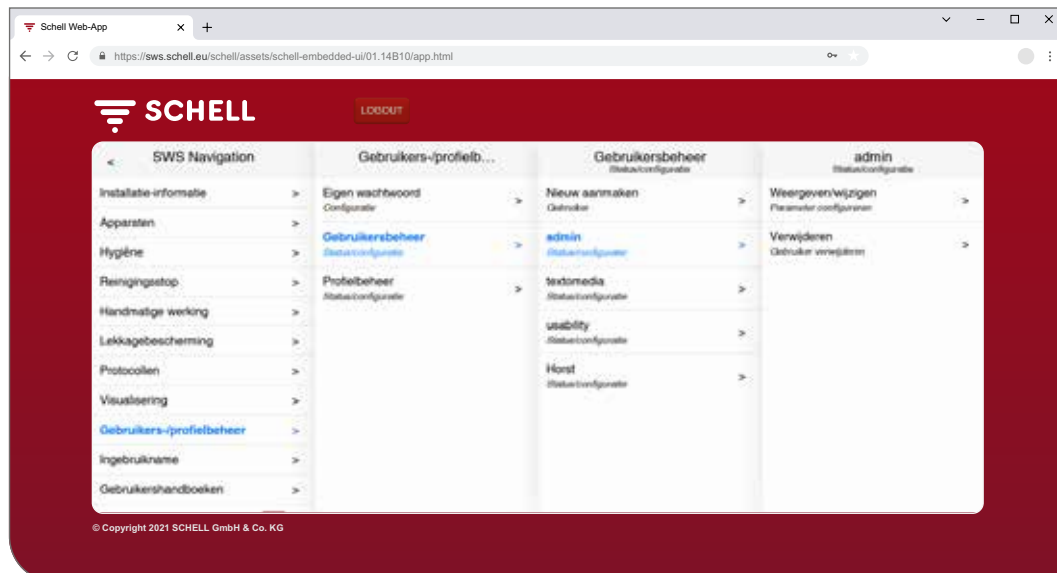 Schell Web-App
https://sws.schell.eu/schell/assets/schell-embedded-ui/01.14B10/app.html
SCHELL
LOGOUT
< SWS Navigation
Installatie-informatie >
Apparaten >
Hygiëne >
Reinigingsstop >
Handmatige werking >
Lekkagebescherming >
Protocollen >
Visualisering >
Gebruikers-/profielbeheer >
Ingebruikname >
Gebruikershandboeken >
Gebruikers-/profielb...
Eigen wachtwoord >
Configuratie
Gebruikersbeheer >
Status/configuratie
Profielbeheer >
Status/configuratie
Gebruikersbeheer
Status/configuratie
Nieuw aanmaken >
Gebruiker
admin >
Status/configuratie
textomedia >
Status/configuratie
usability >
Status/configuratie
Horst >
Status/configuratie
admin
Status/configuratie
Weergeven/wijzigen >
Parameter configureren
Verwijderen >
Gebruiker verwijderen
© Copyright 2021 SCHELL GmbH & Co. KG